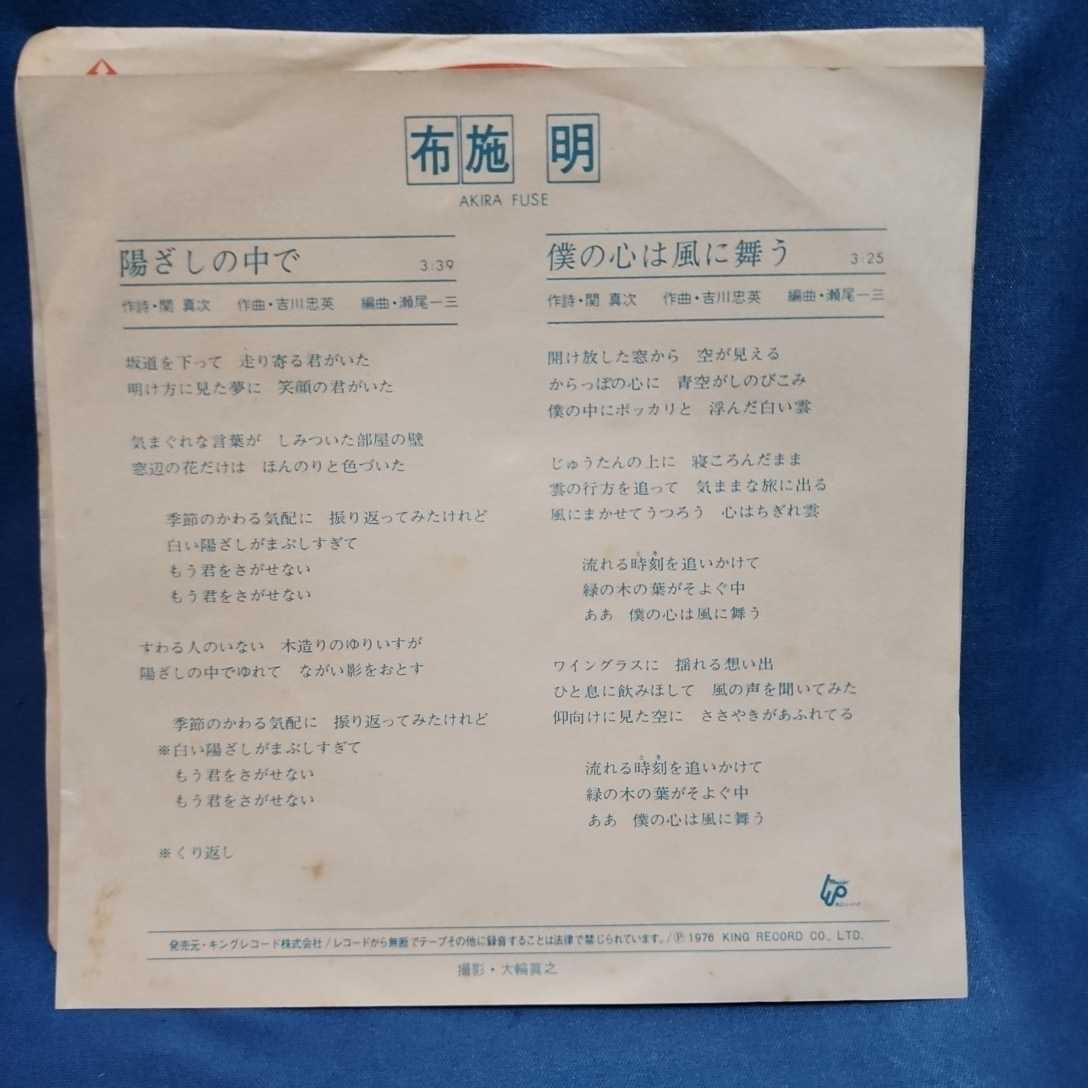 布施 明
AKIRA FUSE
陽ざしの中で 3:39
作詩・関 真次 作曲・吉川忠英 編曲・瀬尾一三
坂道を下って 走り寄る君がいた
明け方に見た夢に 笑顔の君がいた
気まぐれな言葉が しみついた部屋の壁
窓辺の花だけは ほんのりと色づいた
季節のかわる気配に 振り返ってみたけれど
白い陽ざしがまぶしすぎて
もう君をさがせない
もう君をさがせない
すわる人のいない 木造りのゆりいすが
陽ざしの中でゆれて ながい影をおとす
季節のかわる気配に 振り返ってみたけれど
※白い陽ざしがまぶしすぎて
もう君をさがせない
もう君をさがせない
※くり返し
僕の心は風に舞う 3:25
作詩・関 真次 作曲・吉川忠英 編曲・瀬尾一三
開け放した窓から 空が見える
からっぽの心に 青空がしのびこみ
僕の中にポッカリと 浮んだ白い雲
じゅうたんの上に 寝ころんだまま
雲の行方を追って 気ままな旅に出る
風にまかせてうつろう 心はちぎれ雲
流れる時刻を追いかけて
緑の木の葉がそよぐ中
ああ 僕の心は風に舞う
ワイングラスに 揺れる想い出
ひと息に飲みほして 風の声を聞いてみた
仰向けに見た空に ささやきがあふれてる
流れる時刻を追いかけて
緑の木の葉がそよぐ中
ああ 僕の心は風に舞う
発売元・キングレコード株式会社/レコードから無断でテープその他に録音することは法律で禁じられています。/Ⓟ 1976 KING RECORD CO., LTD.
撮影・大輪眞之